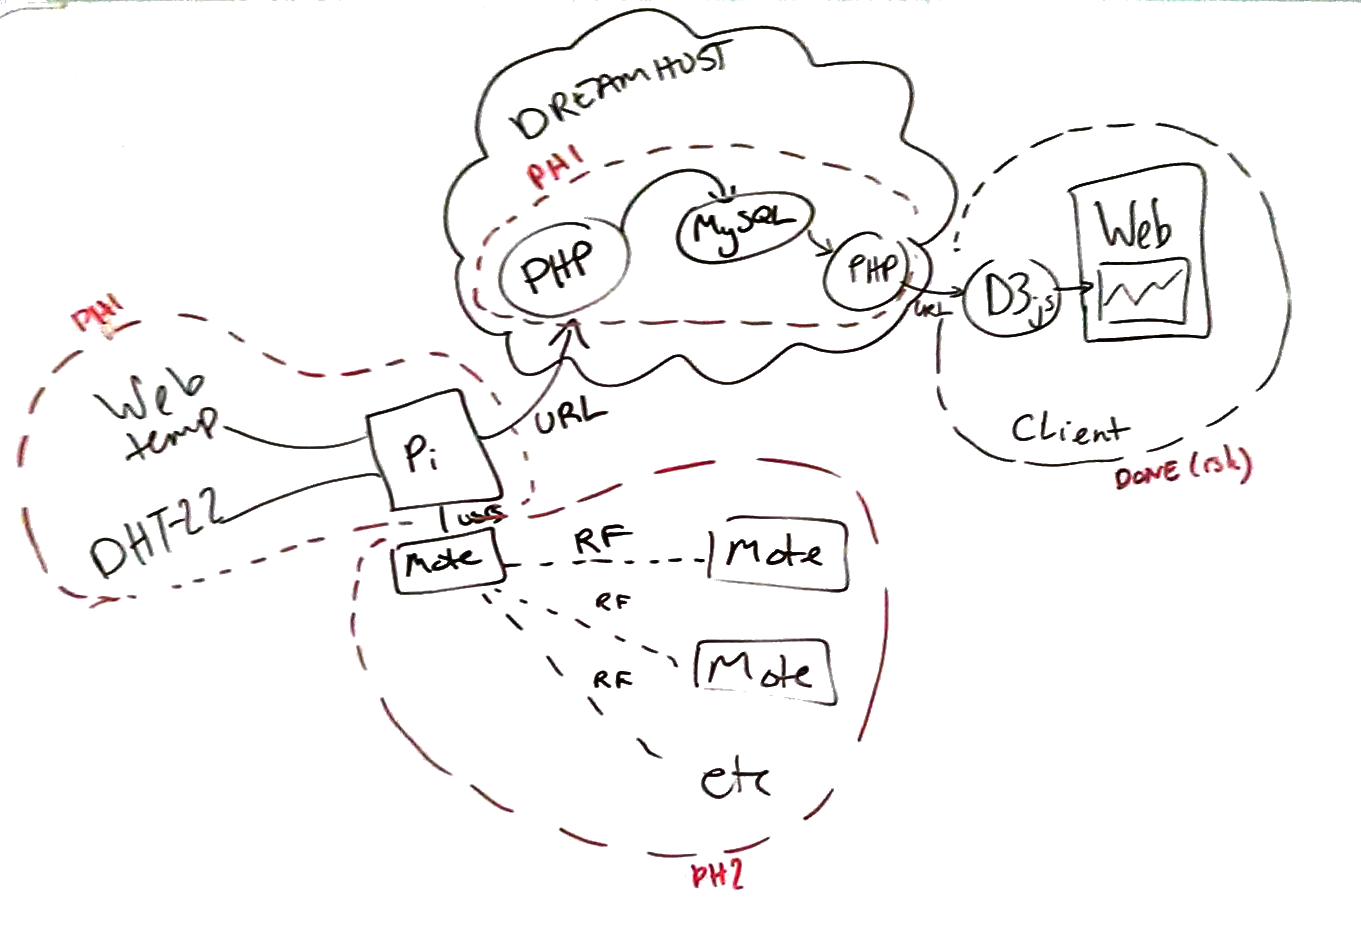 DREAMHOST
PH1
PHP
MySQL
PHP
URL
D3.js
Web
Client
DONE (ish)
PH1
Web
temp
DHT-22
Pi
URL
Mote
RF
Mote
RF
Mote
RF
etc
PH2